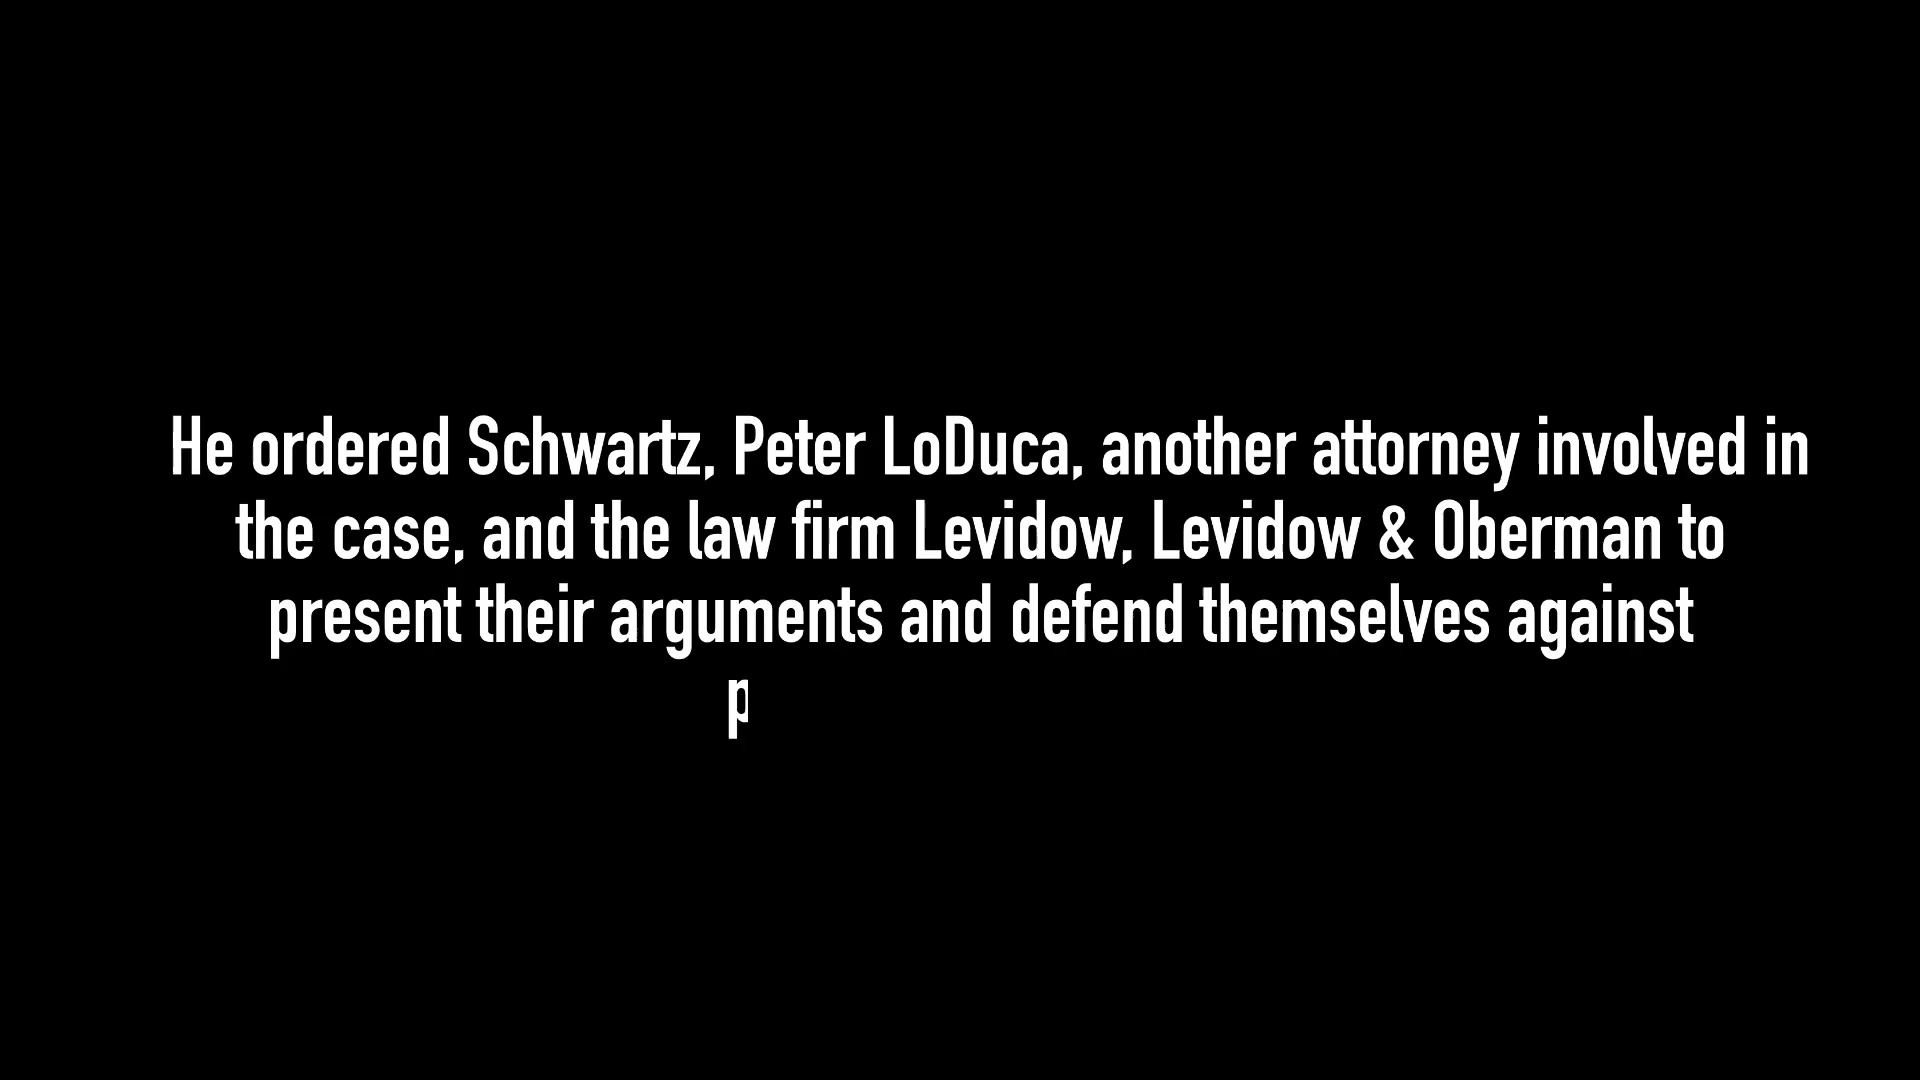 He ordered Schwartz, Peter LoDuca, another attorney involved in
the case, and the law firm Levidow, Levidow & Oberman to
present their arguments and defend themselves against
p